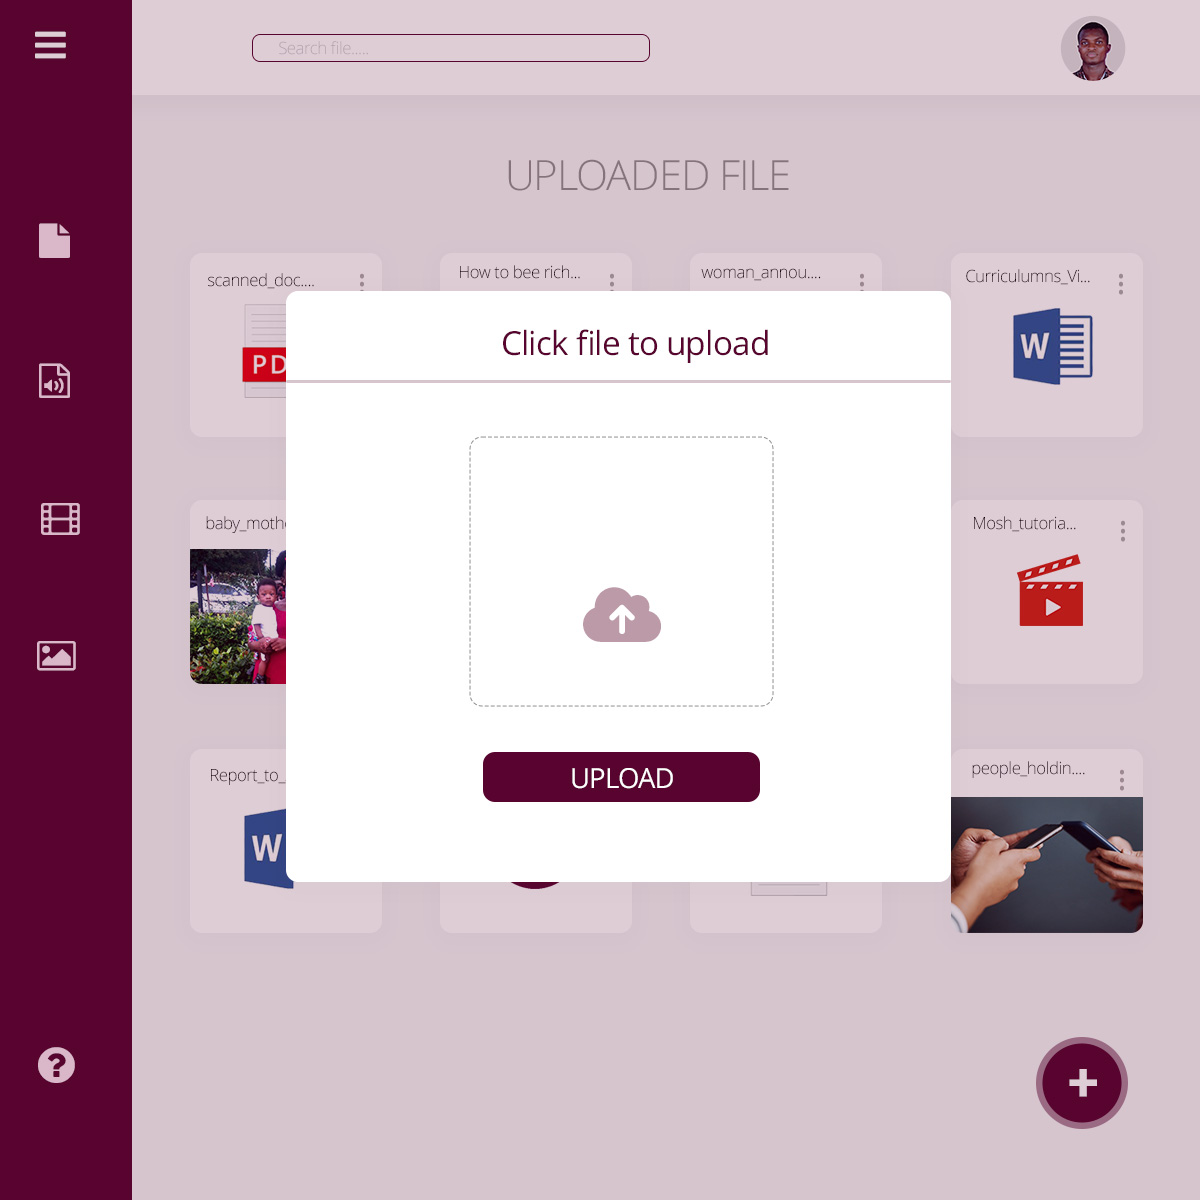 Search file.....
UPLOADED FILE
scanned_doc....
How to bee rich...
woman_annou....
Curriculumns_Vi...
PD
W
Click file to upload
baby_moth
Mosh_tutoria...
UPLOAD
Report_to_
people_holdin....
W